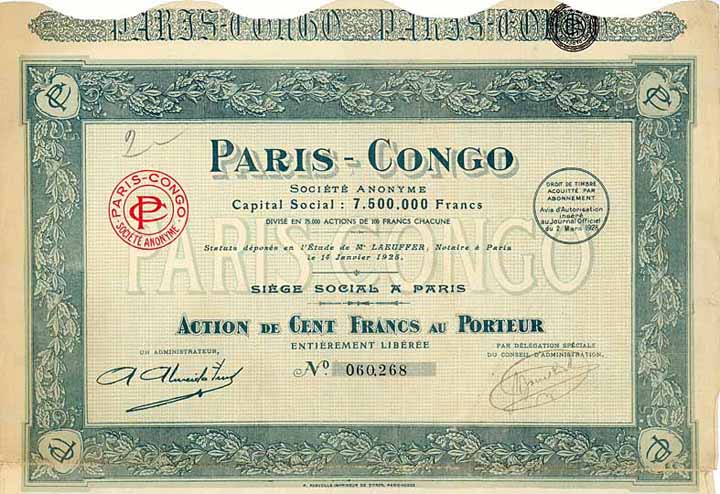 PARIS-CONGO PARIS-CONGO
PARIS-CONGO
SOCIÉTÉ ANONYME
Capital Social : 7.500.000 Francs
DIVISÉ EN 75.000 ACTIONS DE 100 FRANCS CHACUNE
Statuts déposés en l'Étude de Mᵉ LAEUFFER, Notaire à Paris
le 14 Janvier 1928.
SIÈGE SOCIAL A PARIS
ACTION DE CENT FRANCS AU PORTEUR
ENTIÈREMENT LIBÉRÉE
Nº 060,268
PARIS-CONGO
PC
SOCIÉTÉ ANONYME
DROIT DE TIMBRE
ACQUITTÉ PAR
ABONNEMENT
Avis d'Autorisation
inséré
au Journal Officiel
du 2 Mars 1928
PARIS-CONGO
UN ADMINISTRATEUR,
PAR DÉLÉGATION SPÉCIALE
DU CONSEIL D'ADMINISTRATION,